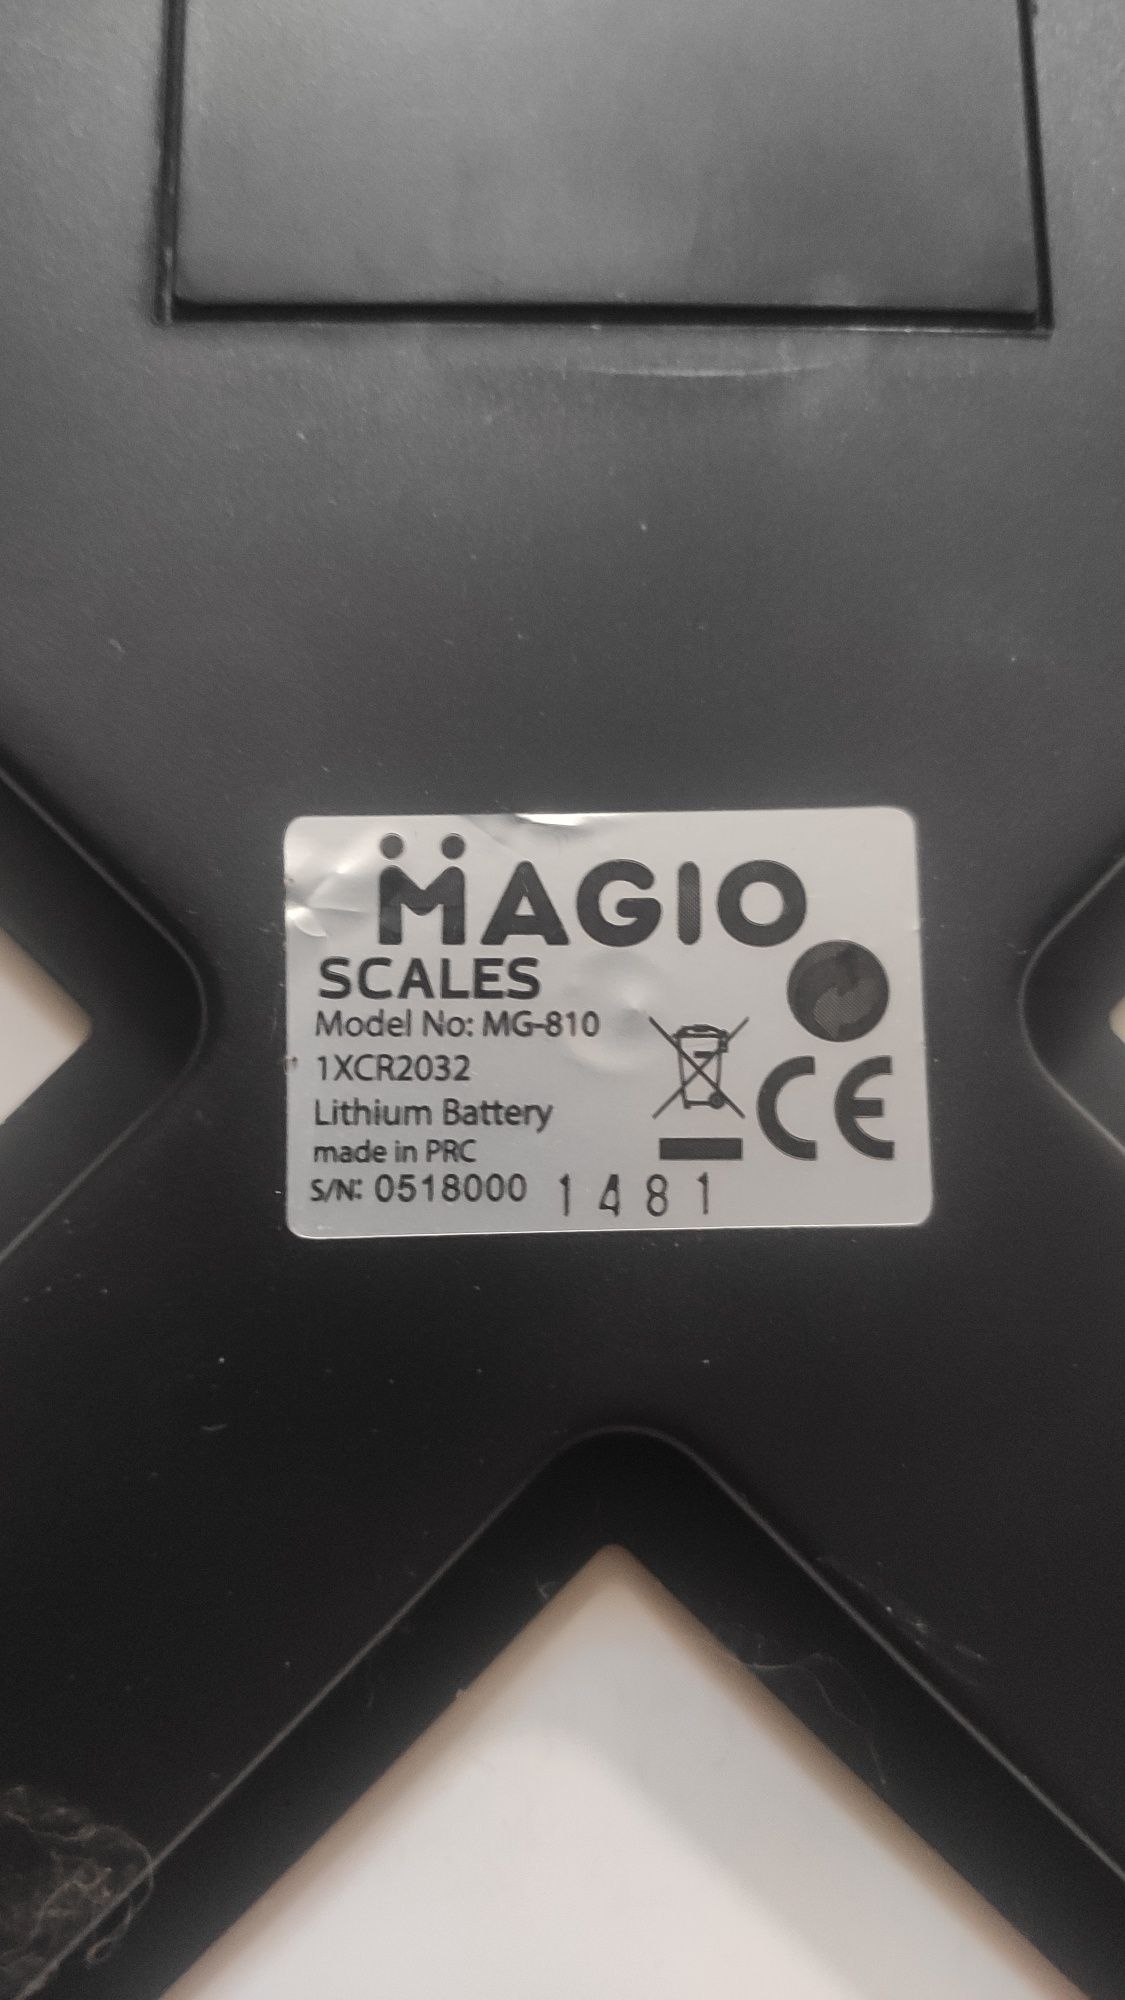 MAGIO
SCALES
Model No: MG-810
1XCR2032
Lithium Battery
made in PRC
S/N: 0518000 1481
CE